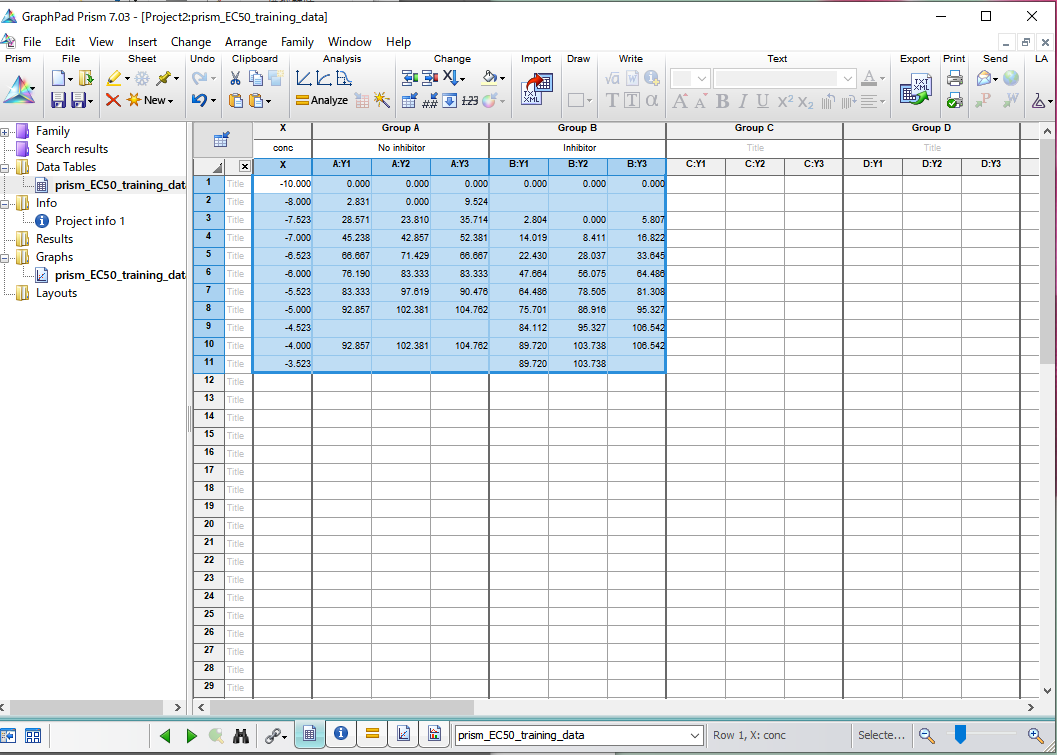 GraphPad Prism 7.03 - [Project2:prism_EC50_training_data]
File Edit View Insert Change Arrange Family Window Help
Prism File Sheet Undo Clipboard Analysis Change Import Draw Write Text Export Print Send LA
New Analyze 123 TXT XML TXT XML
Family
Search results
Data Tables
prism_EC50_training_dat
Info
Project info 1
Results
Graphs
prism_EC50_training_dat
Layouts
X Group A Group B Group C Group D
conc No inhibitor Inhibitor Title Title
X A:Y1 A:Y2 A:Y3 B:Y1 B:Y2 B:Y3 C:Y1 C:Y2 C:Y3 D:Y1 D:Y2 D:Y3
1 Title -10.000 0.000 0.000 0.000 0.000 0.000 0.000
2 Title -8.000 2.831 0.000 9.524
3 Title -7.523 28.571 23.810 35.714 2.804 0.000 5.807
4 Title -7.000 45.238 42.857 52.381 14.019 8.411 16.822
5 Title -6.523 66.667 71.429 66.667 22.430 28.037 33.645
6 Title -6.000 76.190 83.333 83.333 47.664 56.075 64.486
7 Title -5.523 83.333 97.619 90.476 64.486 78.505 81.308
8 Title -5.000 92.857 102.381 104.762 75.701 86.916 95.327
9 Title -4.523 84.112 95.327 106.542
10 Title -4.000 92.857 102.381 104.762 89.720 103.738 106.542
11 Title -3.523 89.720 103.738
12 Title
13 Title
14 Title
15 Title
16 Title
17 Title
18 Title
19 Title
20 Title
21 Title
22 Title
23 Title
24 Title
25 Title
26 Title
27 Title
28 Title
29 Title
prism_EC50_training_data Row 1, X: conc Selecte...